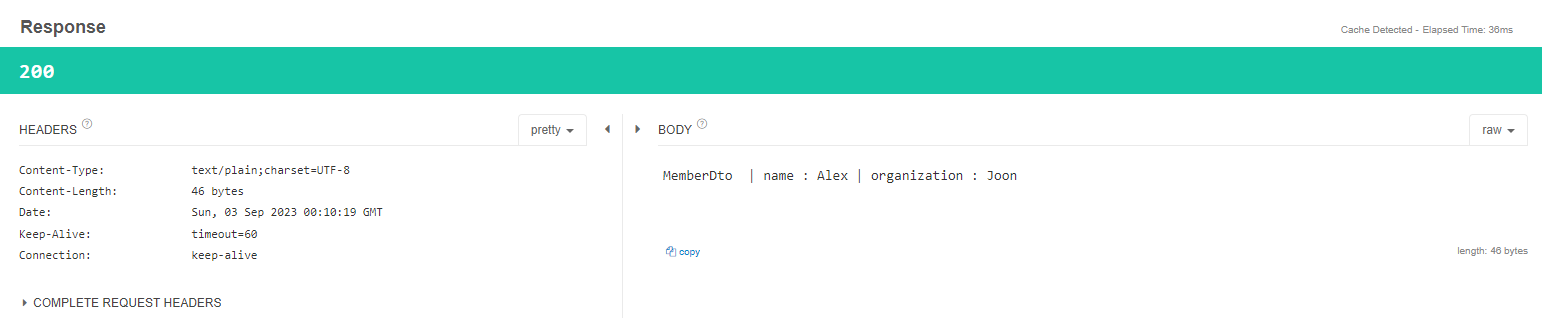 Response
Cache Detected - Elapsed Time: 36ms
200
HEADERS ?
pretty
Content-Type: text/plain;charset=UTF-8
Content-Length: 46 bytes
Date: Sun, 03 Sep 2023 00:10:19 GMT
Keep-Alive: timeout=60
Connection: keep-alive
COMPLETE REQUEST HEADERS
BODY ?
raw
MemberDto  | name : Alex | organization : Joon
copy
length: 46 bytes